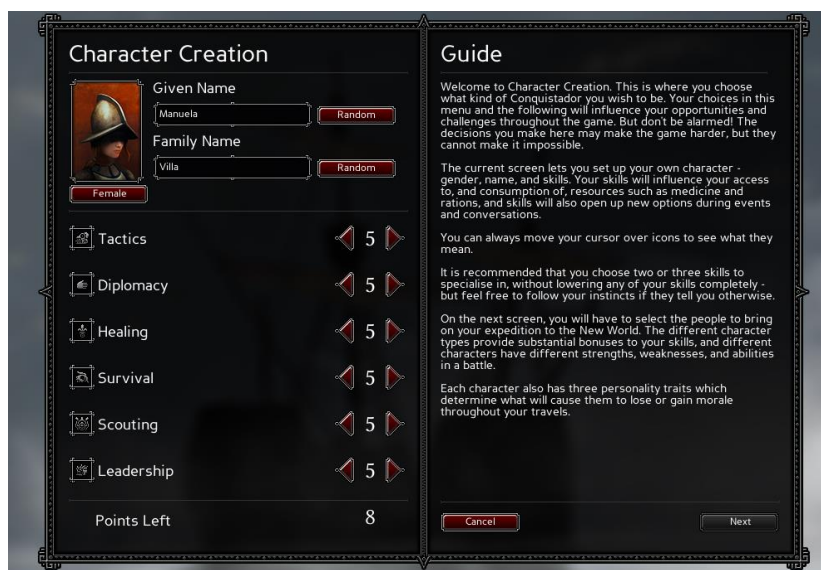 Character Creation
Given Name
Manuela
Random
Family Name
Villa
Random
Female
Tactics 5
Diplomacy 5
Healing 5
Survival 5
Scouting 5
Leadership 5
Points Left 8
Guide
Welcome to Character Creation. This is where you choose
what kind of Conquistador you wish to be. Your choices in this
menu and the following will influence your opportunities and
challenges throughout the game. But don't be alarmed! The
decisions you make here may make the game harder, but they
cannot make it impossible.
The current screen lets you set up your own character -
gender, name, and skills. Your skills will influence your access
to, and consumption of, resources such as medicine and
rations, and skills will also open up new options during events
and conversations.
You can always move your cursor over icons to see what they
mean.
It is recommended that you choose two or three skills to
specialise in, without lowering any of your skills completely -
but feel free to follow your instincts if they tell you otherwise.
On the next screen, you will have to select the people to bring
on your expedition to the New World. The different character
types provide substantial bonuses to your skills, and different
characters have different strengths, weaknesses, and abilities
in a battle.
Each character also has three personality traits which
determine what will cause them to lose or gain morale
throughout your travels.
Cancel
Next